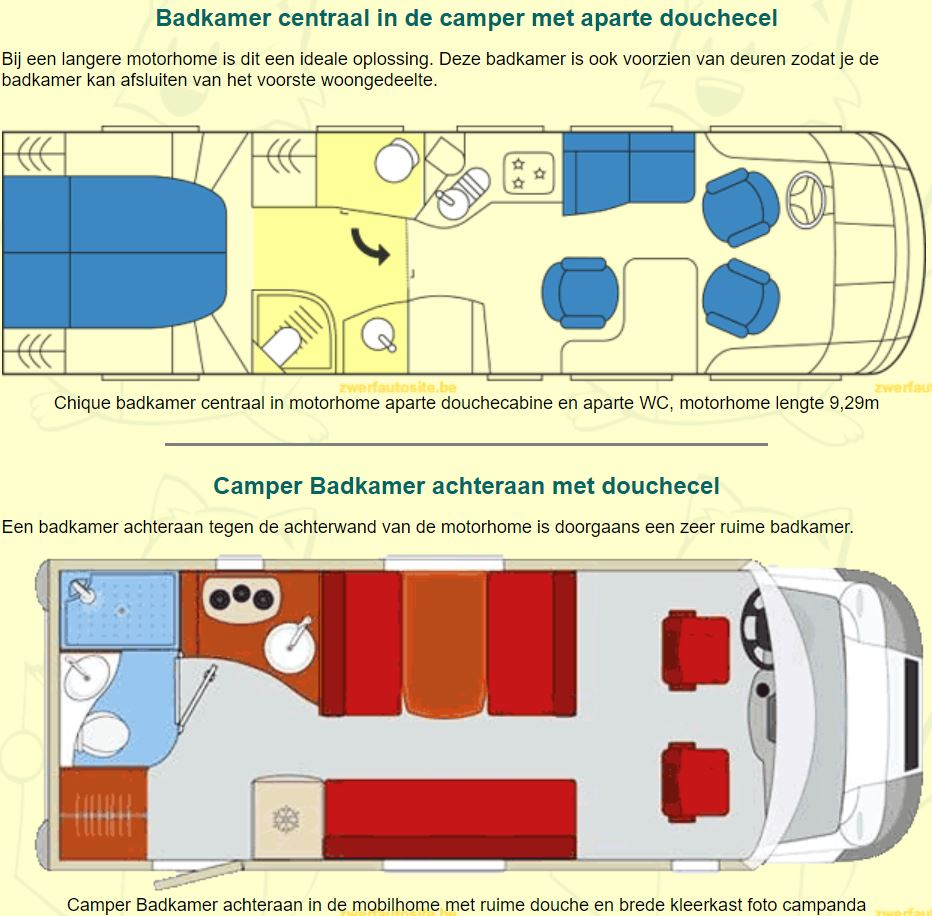 Badkamer centraal in de camper met aparte douchecel
Bij een langere motorhome is dit een ideale oplossing. Deze badkamer is ook voorzien van deuren zodat je de
badkamer kan afsluiten van het voorste woongedeelte.
zwerfautosite.be
zwerfaut
Chique badkamer centraal in motorhome aparte douchecabine en aparte WC, motorhome lengte 9,29m
Camper Badkamer achteraan met douchecel
Een badkamer achteraan tegen de achterwand van de motorhome is doorgaans een zeer ruime badkamer.
Camper Badkamer achteraan in de mobilhome met ruime douche en brede kleerkast foto campanda
zwerfautosite.be
zwerfaut